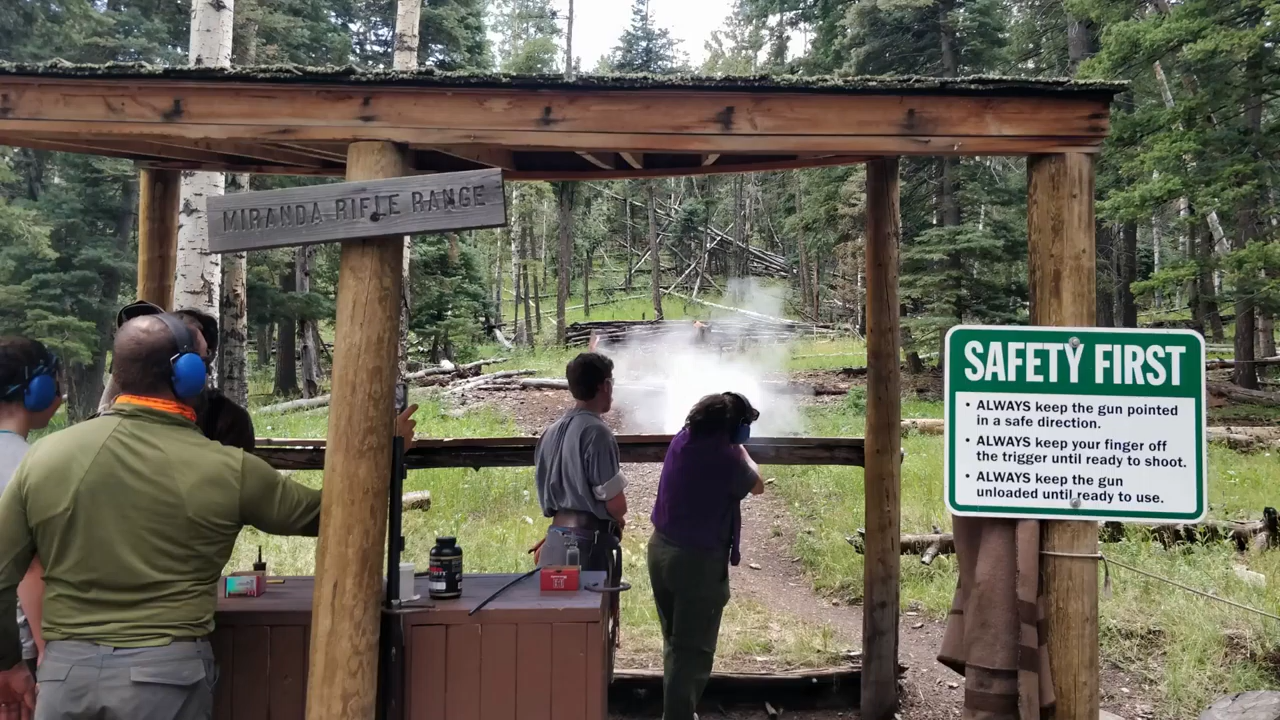 MIRANDA RIFLE RANGE
SAFETY FIRST
• ALWAYS keep the gun pointed
in a safe direction.
• ALWAYS keep your finger off
the trigger until ready to shoot.
• ALWAYS keep the gun
unloaded until ready to use.